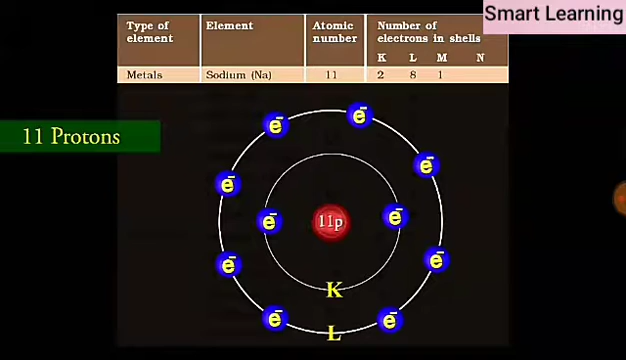 Smart Learning
Type of element
Element
Atomic number
Number of electrons in shells
K L M N
Metals Sodium (Na) 11 2 8 1
11 Protons
e⁻ e⁻
e⁻
e⁻
e⁻ 11p e⁻
e⁻ e⁻
K
e⁻ e⁻
L